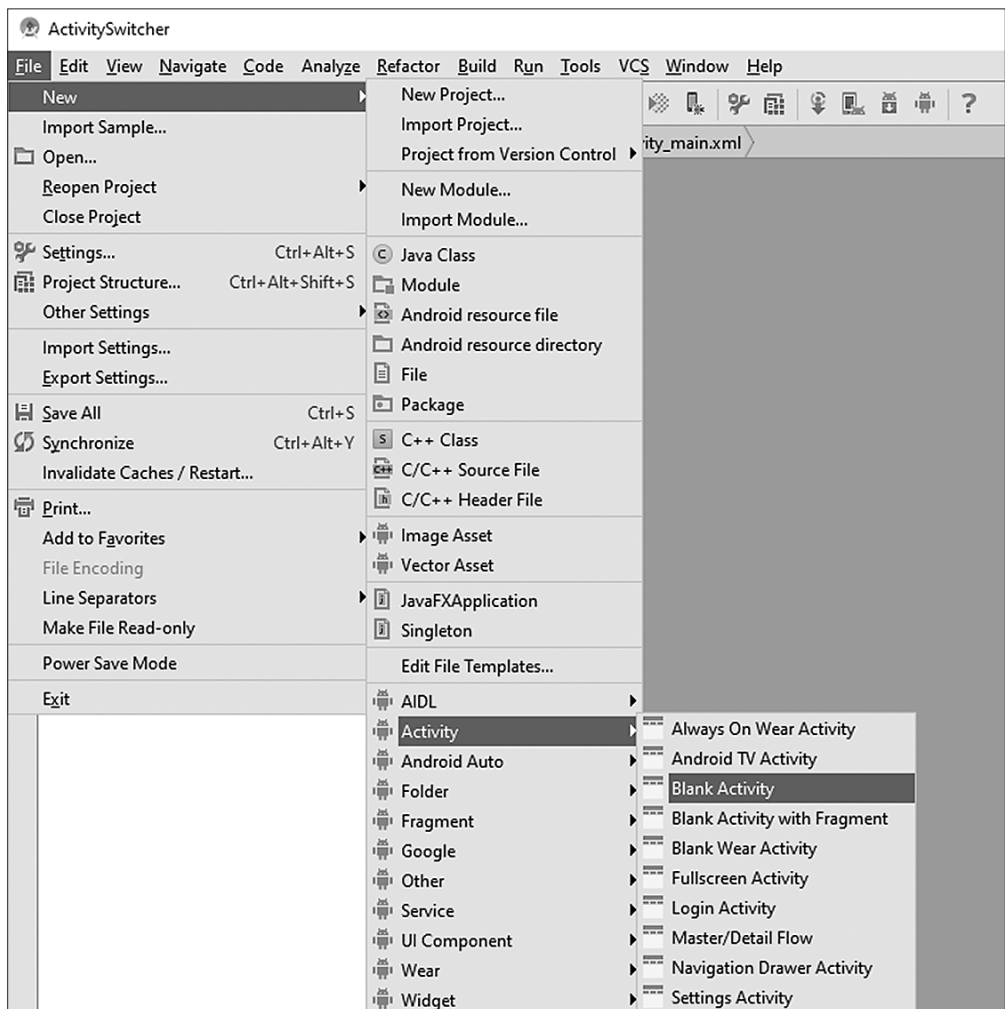 ActivitySwitcher
File Edit View Navigate Code Analyze Refactor Build Run Tools VCS Window Help
New
Import Sample...
Open...
Reopen Project
Close Project
Settings... Ctrl+Alt+S
Project Structure... Ctrl+Alt+Shift+S
Other Settings
Import Settings...
Export Settings...
Save All Ctrl+S
Synchronize Ctrl+Alt+Y
Invalidate Caches / Restart...
Print...
Add to Favorites
File Encoding
Line Separators
Make File Read-only
Power Save Mode
Exit
New Project...
Import Project...
Project from Version Control
New Module...
Import Module...
C Java Class
Module
Android resource file
Android resource directory
File
Package
S C++ Class
C++ C/C++ Source File
h C/C++ Header File
Image Asset
Vector Asset
JavaFXApplication
Singleton
Edit File Templates...
AIDL
Activity
Android Auto
Folder
Fragment
Google
Other
Service
UI Component
Wear
Widget
?
ity_main.xml
Always On Wear Activity
Android TV Activity
Blank Activity
Blank Activity with Fragment
Blank Wear Activity
Fullscreen Activity
Login Activity
Master/Detail Flow
Navigation Drawer Activity
Settings Activity